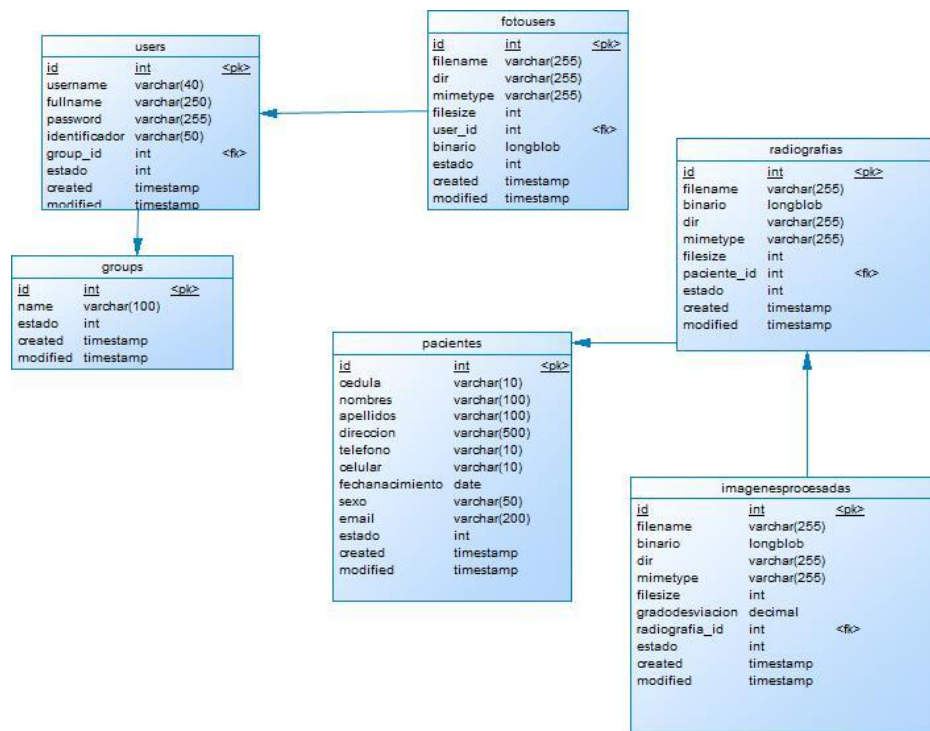 users
id int <pk>
username varchar(40)
fullname varchar(250)
password varchar(255)
identificador varchar(50)
group_id int <fk>
estado int
created timestamp
modified timestamp
fotousers
id int <pk>
filename varchar(255)
dir varchar(255)
mimetype varchar(255)
filesize int
user_id int <fk>
binario longblob
estado int
created timestamp
modified timestamp
groups
id int <pk>
name varchar(100)
estado int
created timestamp
modified timestamp
radiografias
id int <pk>
filename varchar(255)
binario longblob
dir varchar(255)
mimetype varchar(255)
filesize int
paciente_id int <fk>
estado int
created timestamp
modified timestamp
pacientes
id int <pk>
cedula varchar(10)
nombres varchar(100)
apellidos varchar(100)
direccion varchar(500)
telefono varchar(10)
celular varchar(10)
fechanacimiento date
sexo varchar(50)
email varchar(200)
estado int
created timestamp
modified timestamp
imagenesprocesadas
id int <pk>
filename varchar(255)
binario longblob
dir varchar(255)
mimetype varchar(255)
filesize int
gradodesviacion decimal
radiografia_id int <fk>
estado int
created timestamp
modified timestamp